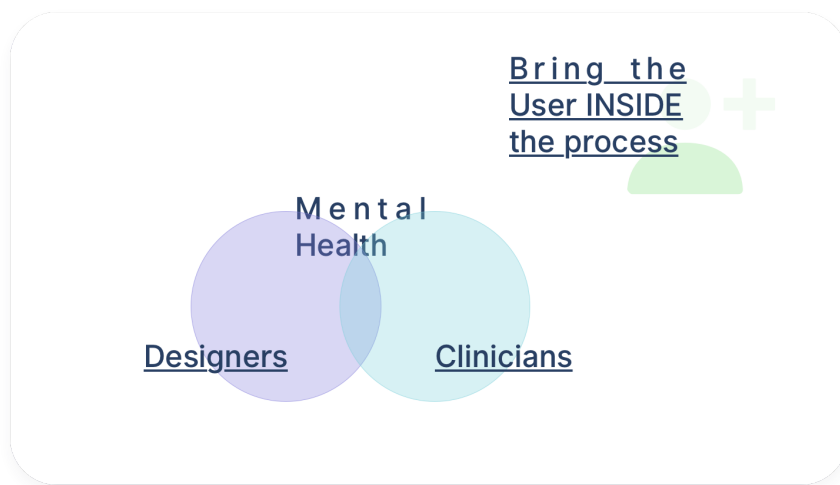 Bring the
User INSIDE
the process
Mental
Health
Designers
Clinicians